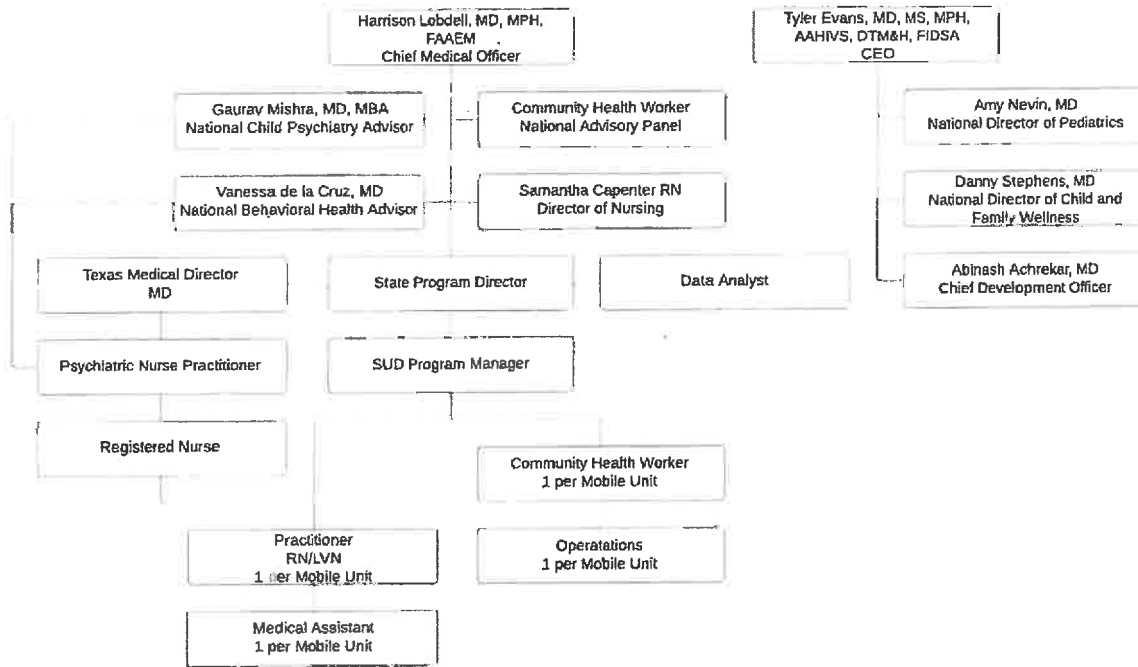 Harrison Lobdell, MD, MPH,
FAAEM
Chief Medical Officer
Tyler Evans, MD, MS, MPH,
AAHIVS, DTM&H, FIDSA
CEO
Gaurav Mishra, MD, MBA
National Child Psychiatry Advisor
Community Health Worker
National Advisory Panel
Amy Nevin, MD
National Director of Pediatrics
Vanessa de la Cruz, MD
National Behavioral Health Advisor
Samantha Capenter RN
Director of Nursing
Danny Stephens, MD
National Director of Child and
Family Wellness
Texas Medical Director
MD
State Program Director
Data Analyst
Abinash Achrekar, MD
Chief Development Officer
Psychiatric Nurse Practitioner
SUD Program Manager
Registered Nurse
Community Health Worker
1 per Mobile Unit
Practitioner
RN/LVN
1 per Mobile Unit
Operatations
1 per Mobile Unit
Medical Assistant
1 per Mobile Unit